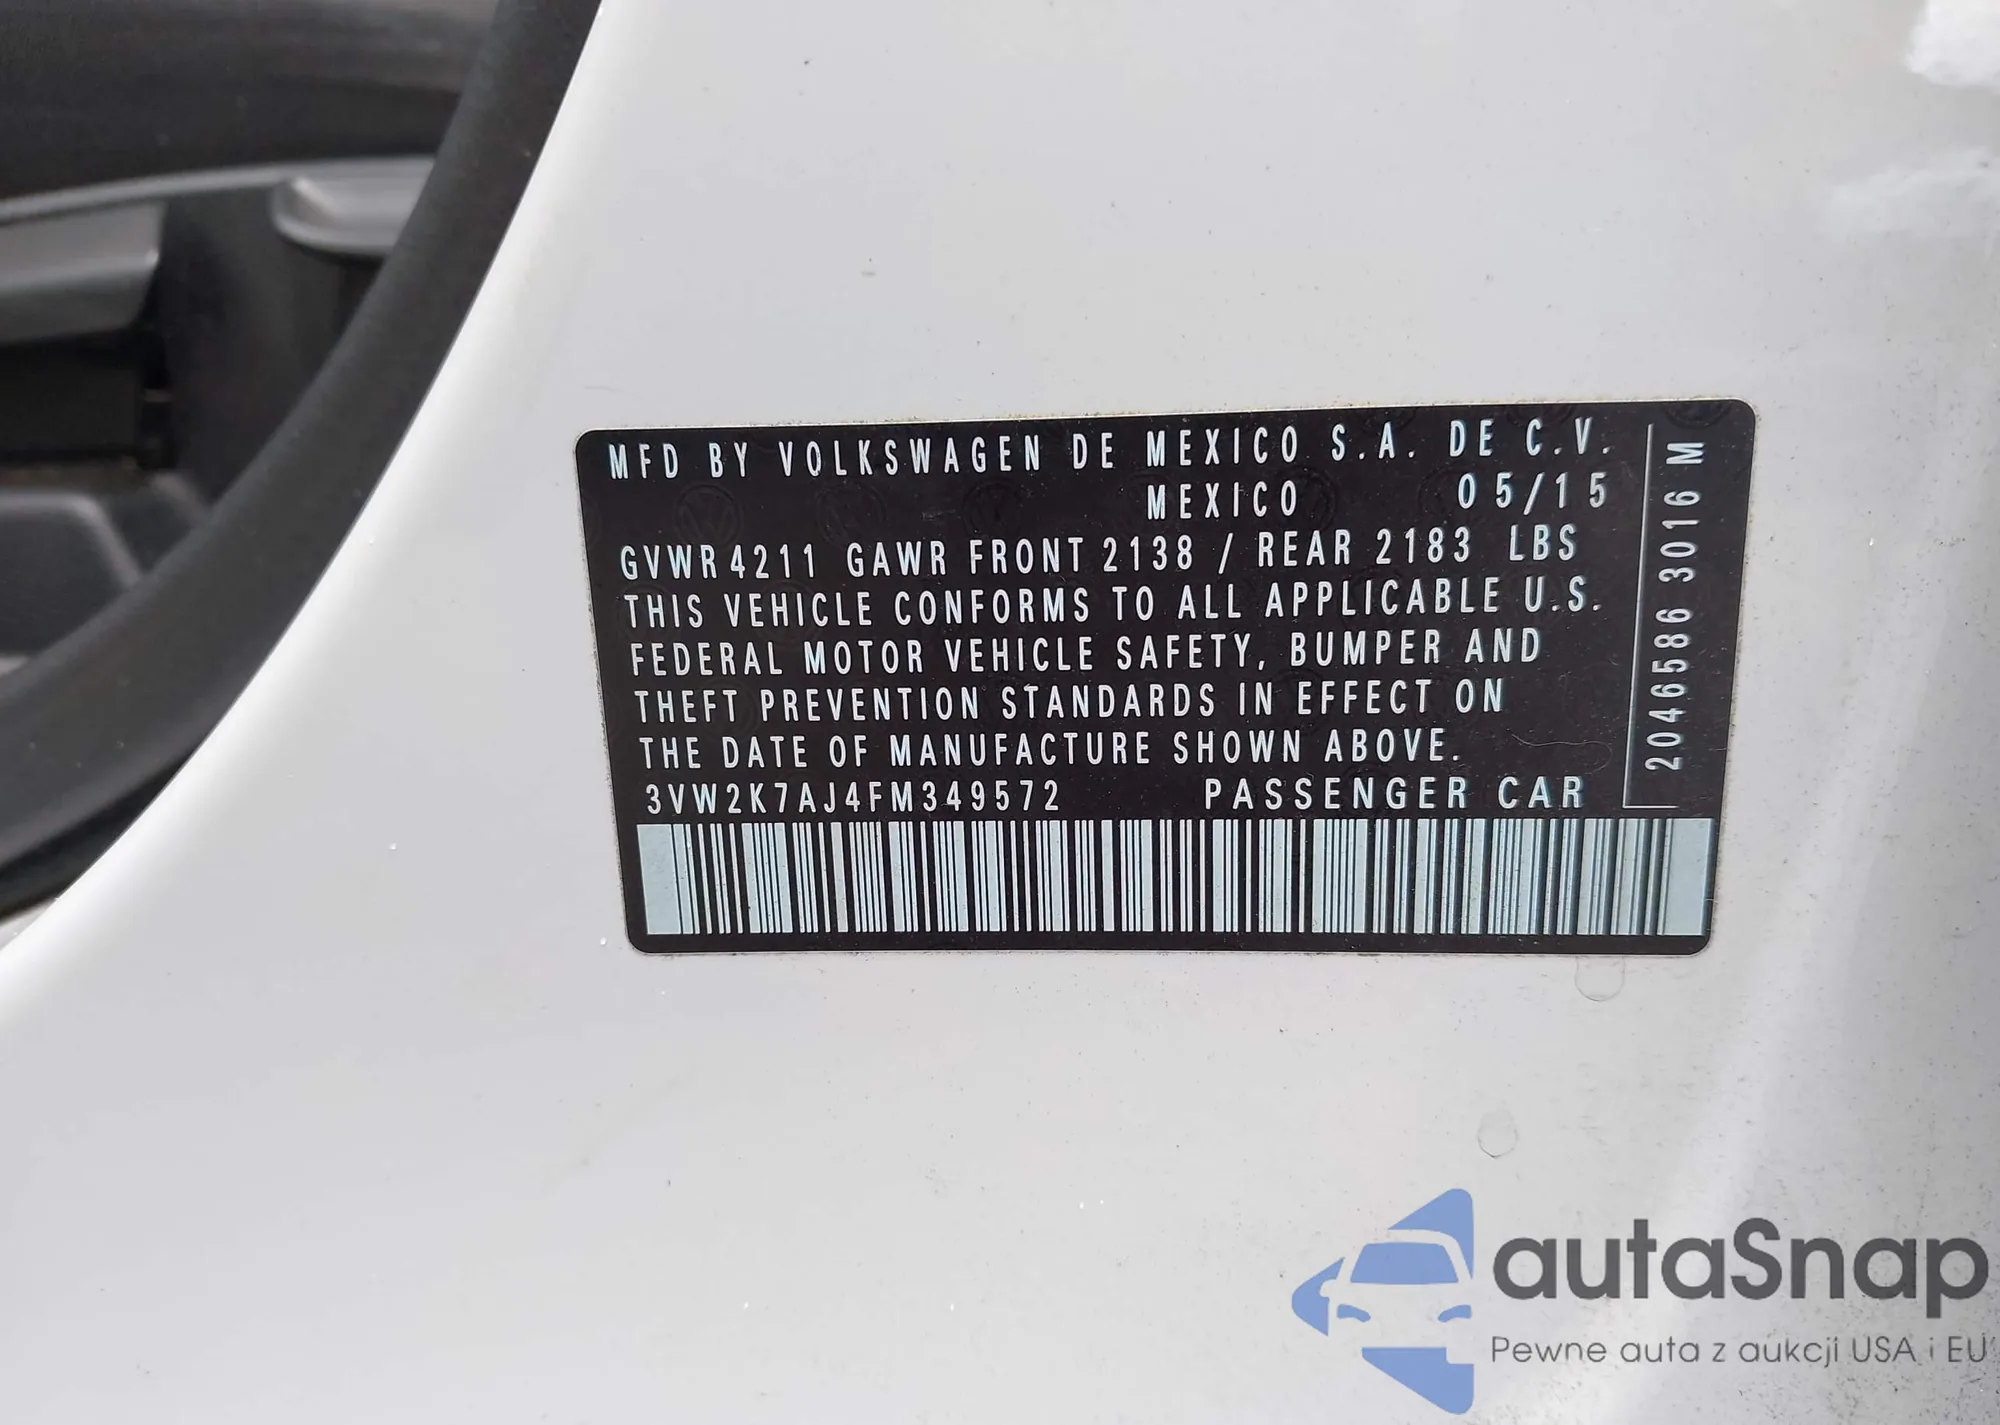 MFD BY VOLKSWAGEN DE MEXICO S.A. DE C.V.
MEXICO 05/15
GVWR 4211 GAWR FRONT 2138 / REAR 2183 LBS
THIS VEHICLE CONFORMS TO ALL APPLICABLE U.S.
FEDERAL MOTOR VEHICLE SAFETY, BUMPER AND
THEFT PREVENTION STANDARDS IN EFFECT ON
THE DATE OF MANUFACTURE SHOWN ABOVE.
3VW2K7AJ4FM349572 PASSENGER CAR
2046586 3016 M
autaSnap
Pewne auta z aukcji USA i EU